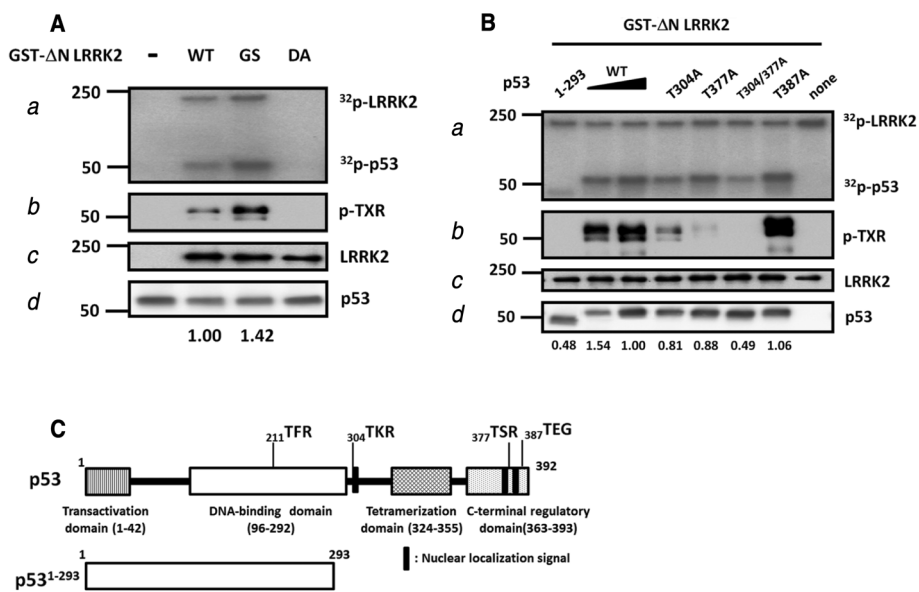 A
GST-ΔN LRRK2 - WT GS DA
a 250 32p-LRRK2
50 32p-p53
b 50 p-TXR
c 250 LRRK2
d 50 p53
1.00 1.42
B
GST-ΔN LRRK2
p53 1-293 WT T304A T377A T304/377A T387A none
a 250 32p-LRRK2
50 32p-p53
b 50 p-TXR
c 250 LRRK2
d 50 p53
0.48 1.54 1.00 0.81 0.88 0.49 1.06
C
211TFR 304TKR 377TSR 387TEG
1 392
p53
Transactivation DNA-binding domain Tetramerization C-terminal regulatory
domain (1-42) (96-292) domain (324-355) domain(363-393)
1 293
: Nuclear localization signal
p531-293